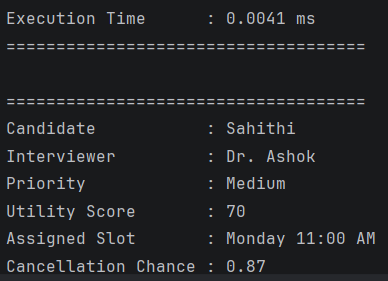 Execution Time      : 0.0041 ms
====================================
====================================
Candidate           : Sahithi
Interviewer         : Dr. Ashok
Priority            : Medium
Utility Score       : 70
Assigned Slot       : Monday 11:00 AM
Cancellation Chance : 0.87